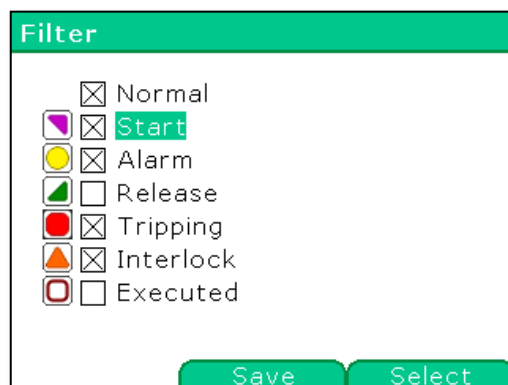 Filter
Normal
Start
Alarm
Release
Tripping
Interlock
Executed
Save Select